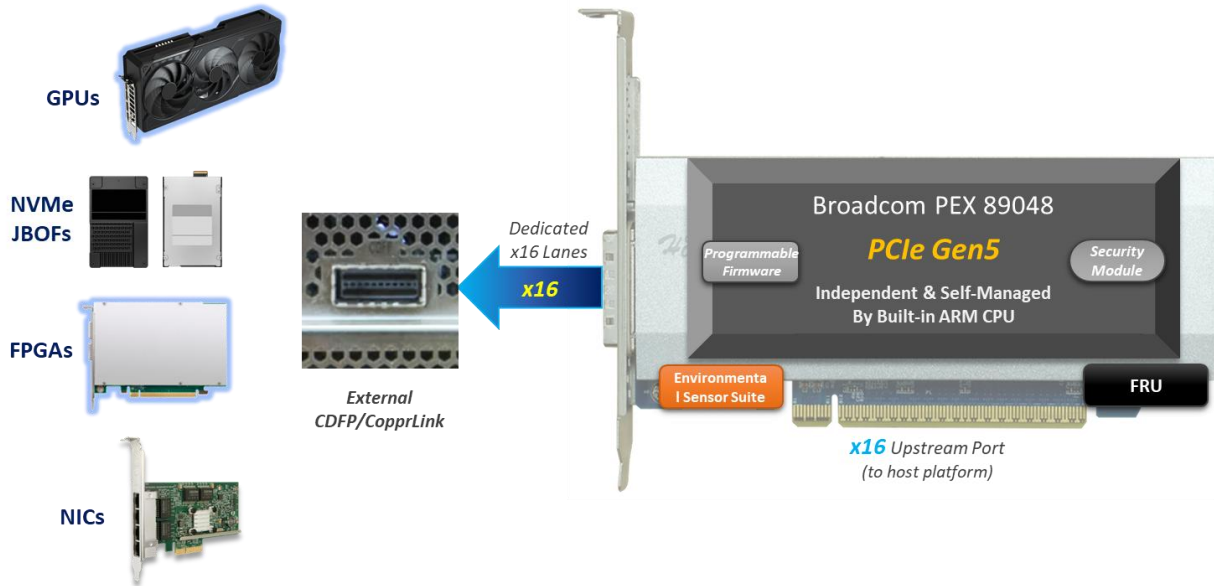 GPUs
NVMe
JBOFs
FPGAs
NICs
External
CDFP/CopprLink
Dedicated
x16 Lanes
x16
Broadcom PEX 89048
PCIe Gen5
Programmable
Firmware
Security
Module
Independent & Self-Managed
By Built-in ARM CPU
Environmenta
l Sensor Suite
FRU
x16 Upstream Port
(to host platform)